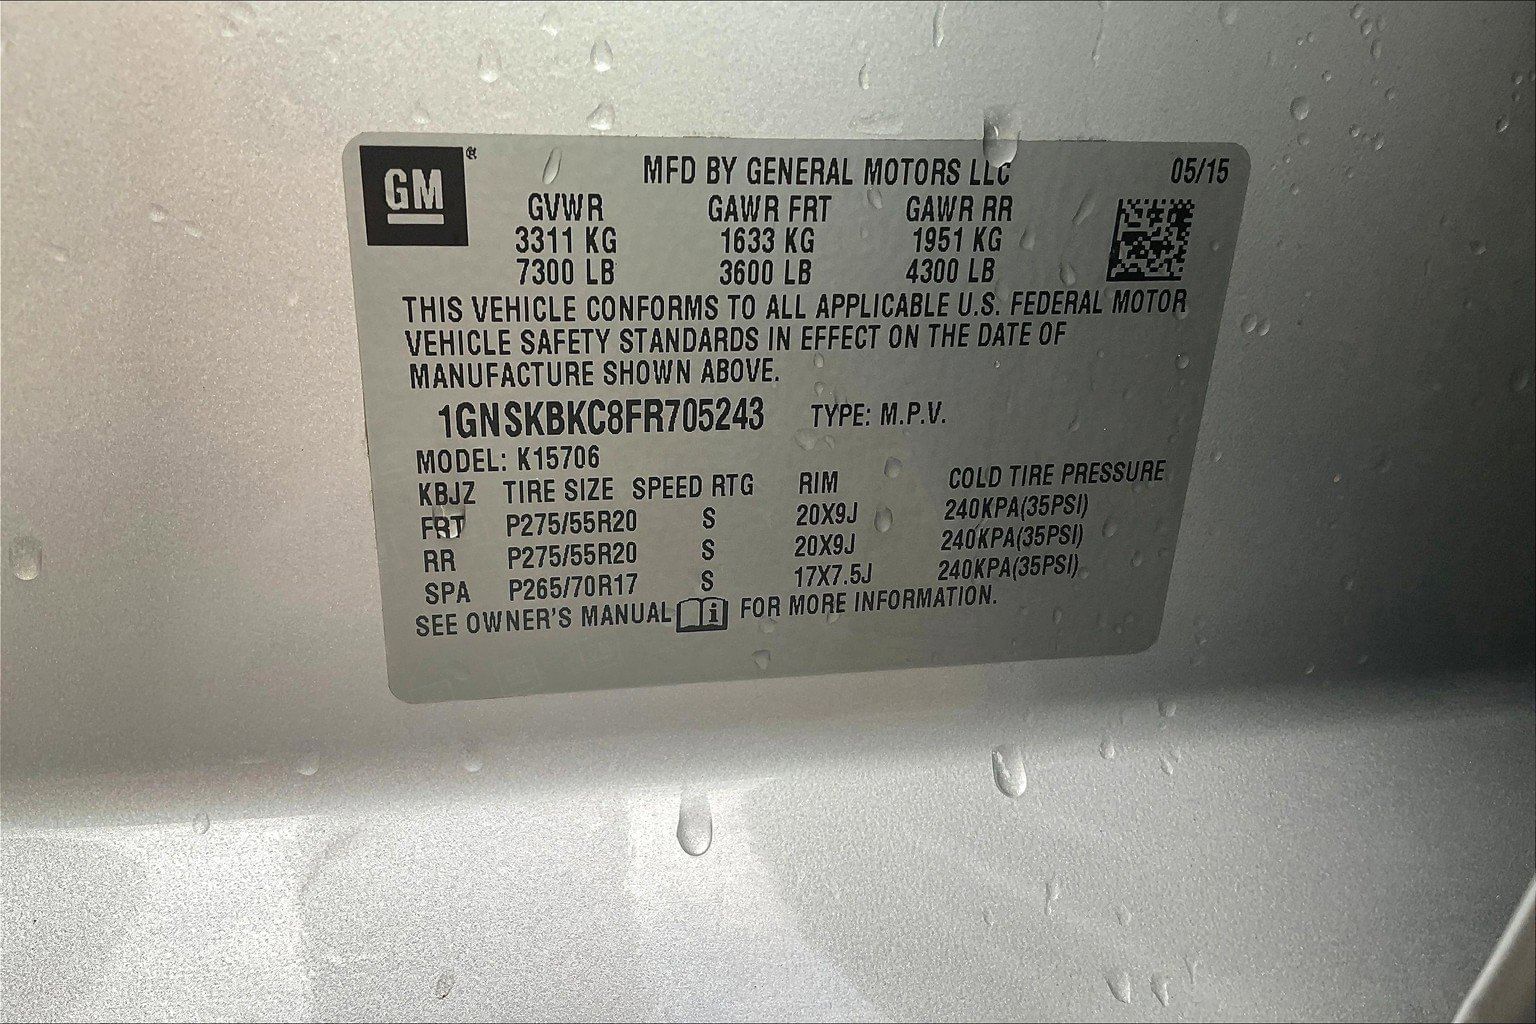 GM ® MFD BY GENERAL MOTORS LLC 05/15
GVWR GAWR FRT GAWR RR
3311 KG 1633 KG 1951 KG
7300 LB 3600 LB 4300 LB
THIS VEHICLE CONFORMS TO ALL APPLICABLE U.S. FEDERAL MOTOR
VEHICLE SAFETY STANDARDS IN EFFECT ON THE DATE OF
MANUFACTURE SHOWN ABOVE.
1GNSKBKC8FR705243 TYPE: M.P.V.
MODEL: K15706
KBJZ TIRE SIZE SPEED RTG RIM COLD TIRE PRESSURE
FRT P275/55R20 S 20X9J 240KPA(35PSI)
RR P275/55R20 S 20X9J 240KPA(35PSI)
SPA P265/70R17 S 17X7.5J 240KPA(35PSI)
SEE OWNER'S MANUAL i FOR MORE INFORMATION.